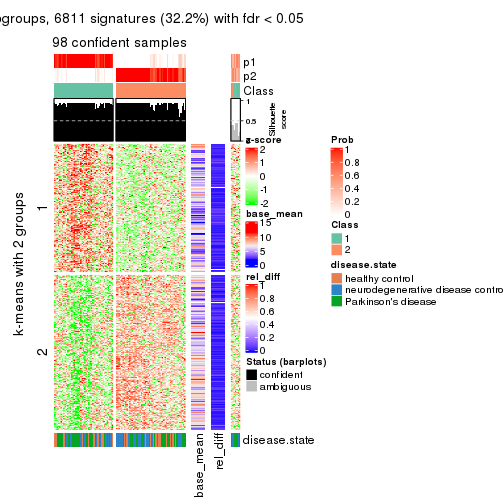 ogroups, 6811 signatures (32.2%) with fdr < 0.05
98 confident samples
p1
p2
Class
1
0.5
0
Silhouette
score
k-means with 2 groups
1
2
z-score
2
1
0
-1
-2
base_mean
15
10
5
0
rel_diff
1
0.8
0.6
0.4
0.2
0
Status (barplots)
confident
ambiguous
Prob
1
0.8
0.6
0.4
0.2
0
Class
1
2
disease.state
healthy control
neurodegenerative disease contro
Parkinson's disease
disease.state
base_mean
rel_diff